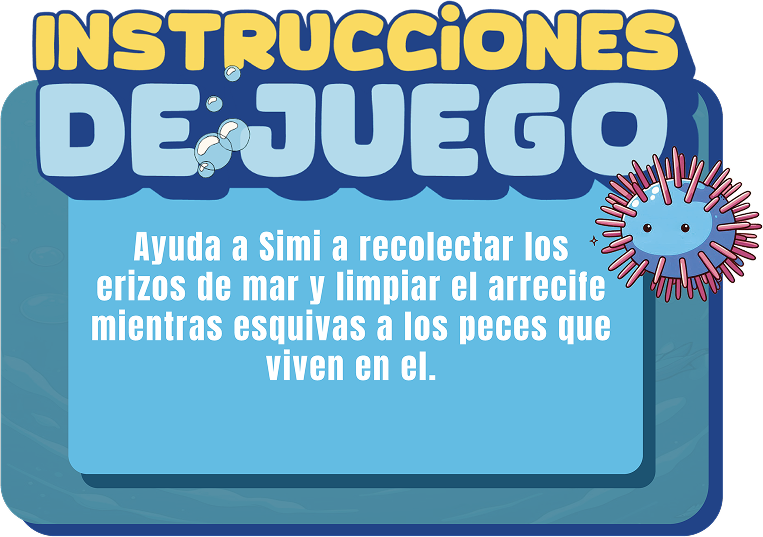 INSTRUCCiONES
DE JUEGO
Ayuda a Simi a recolectar los
erizos de mar y limpiar el arrecife
mientras esquivas a los peces que
viven en el.